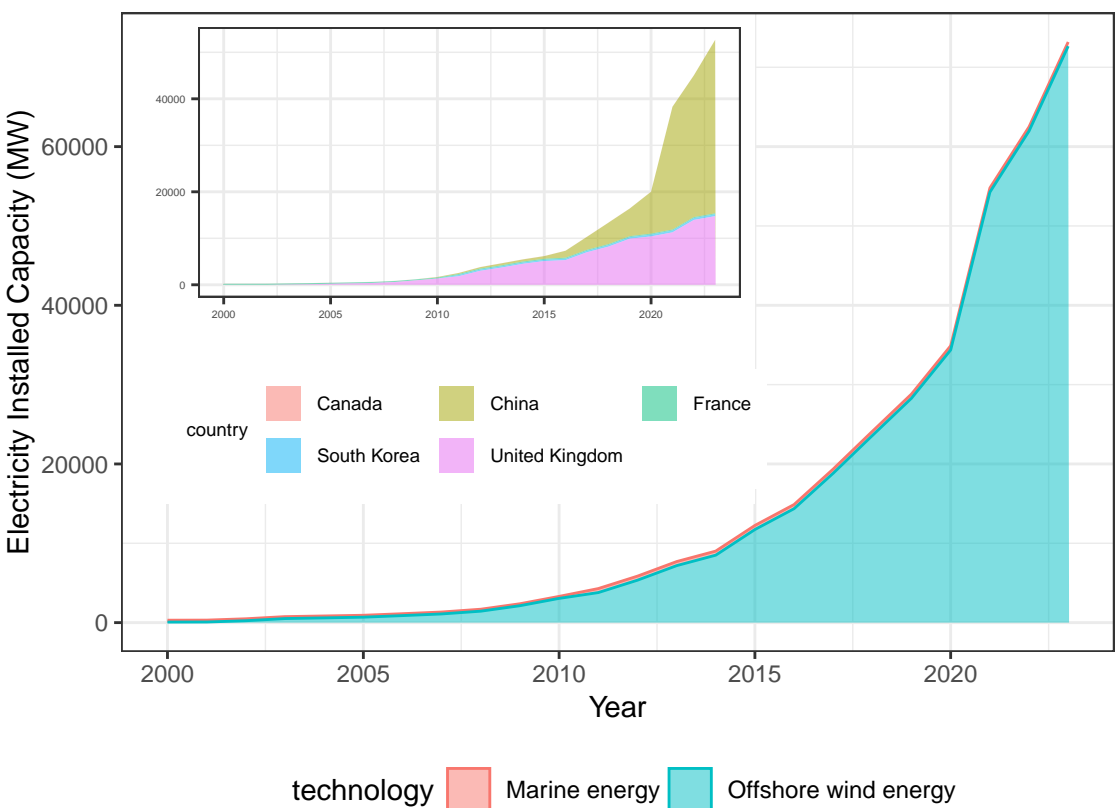 40000
20000
0
2000 2005 2010 2015 2020
60000
40000
20000
0
Electricity Installed Capacity (MW)
country
Canada China France
South Korea United Kingdom
2000 2005 2010 2015 2020
Year
technology Marine energy Offshore wind energy